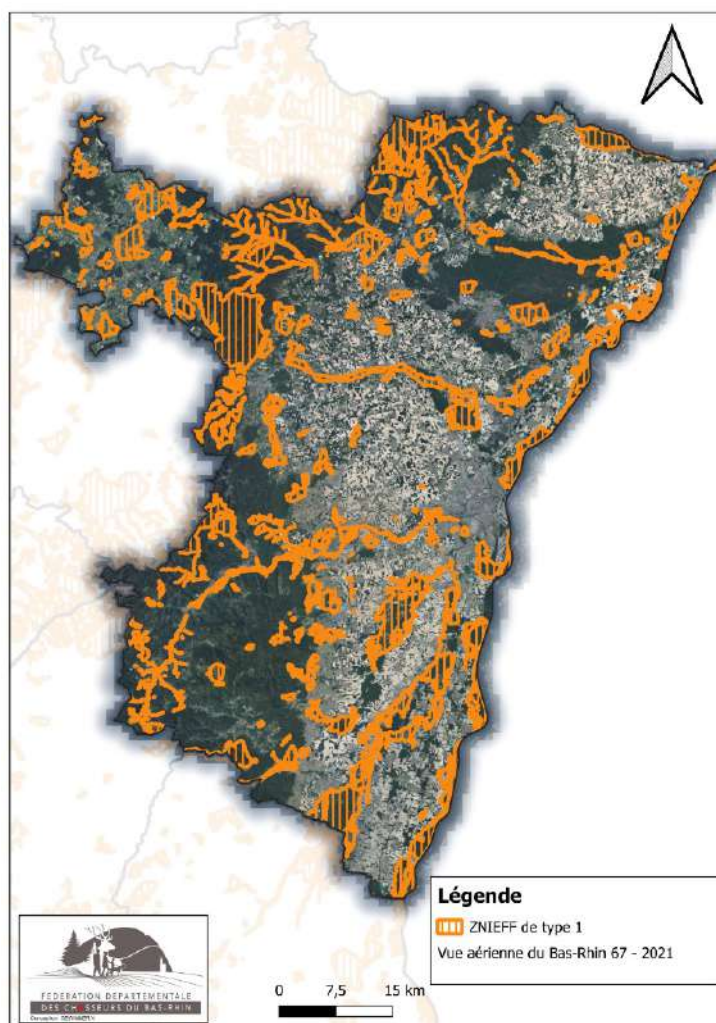 Légende
ZNIEFF de type 1
Vue aérienne du Bas-Rhin 67 - 2021
0 7,5 15 km
FEDERATION DEPARTEMENTALE
DES CHASSEURS DU BAS-RHIN